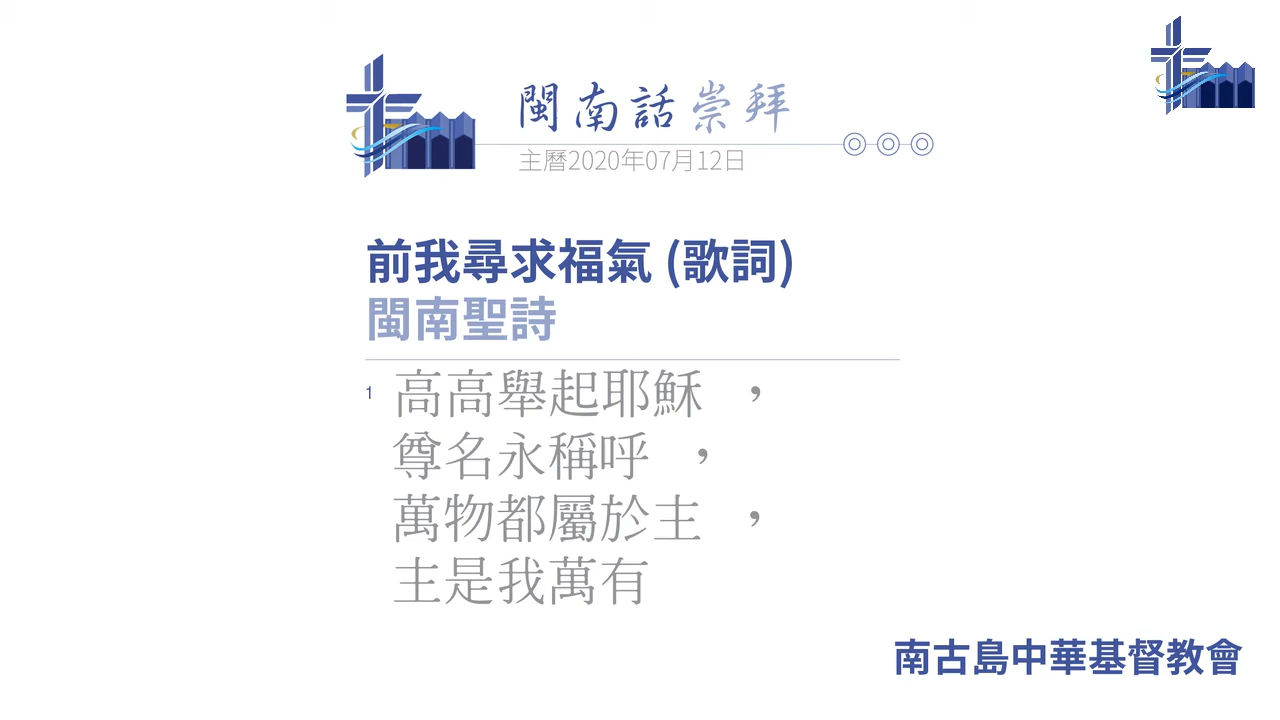 閩南話崇拜
主曆2020年07月12日
前我尋求福氣 (歌詞)
閩南聖詩
1 高高舉起耶穌 ，
尊名永稱呼 ，
萬物都屬於主 ，
主是我萬有
南古島中華基督教會